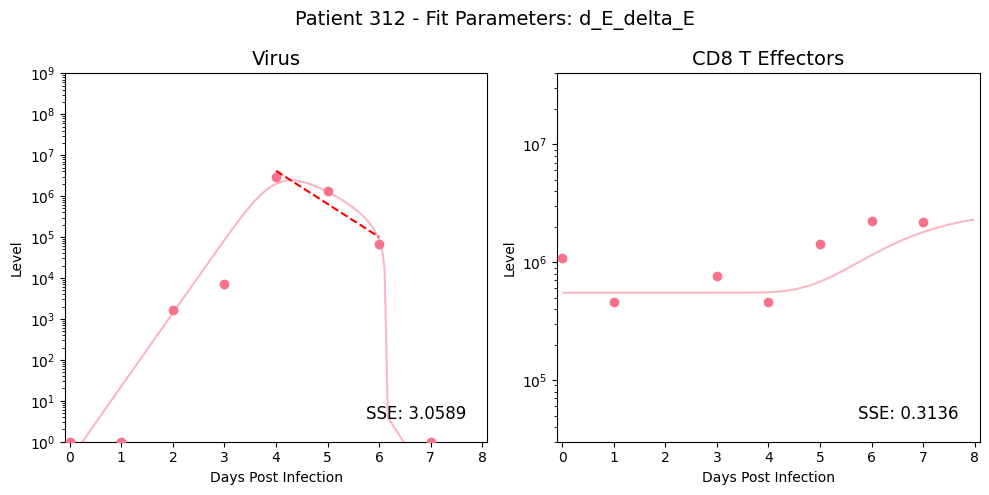 Patient 312 - Fit Parameters: d_E_delta_E
Virus
CD8 T Effectors
10^9
10^8
10^7
10^6
10^5
10^4
10^3
10^2
10^1
10^0
Level
SSE: 3.0589
0 1 2 3 4 5 6 7 8
Days Post Infection
10^7
10^6
10^5
Level
SSE: 0.3136
0 1 2 3 4 5 6 7 8
Days Post Infection